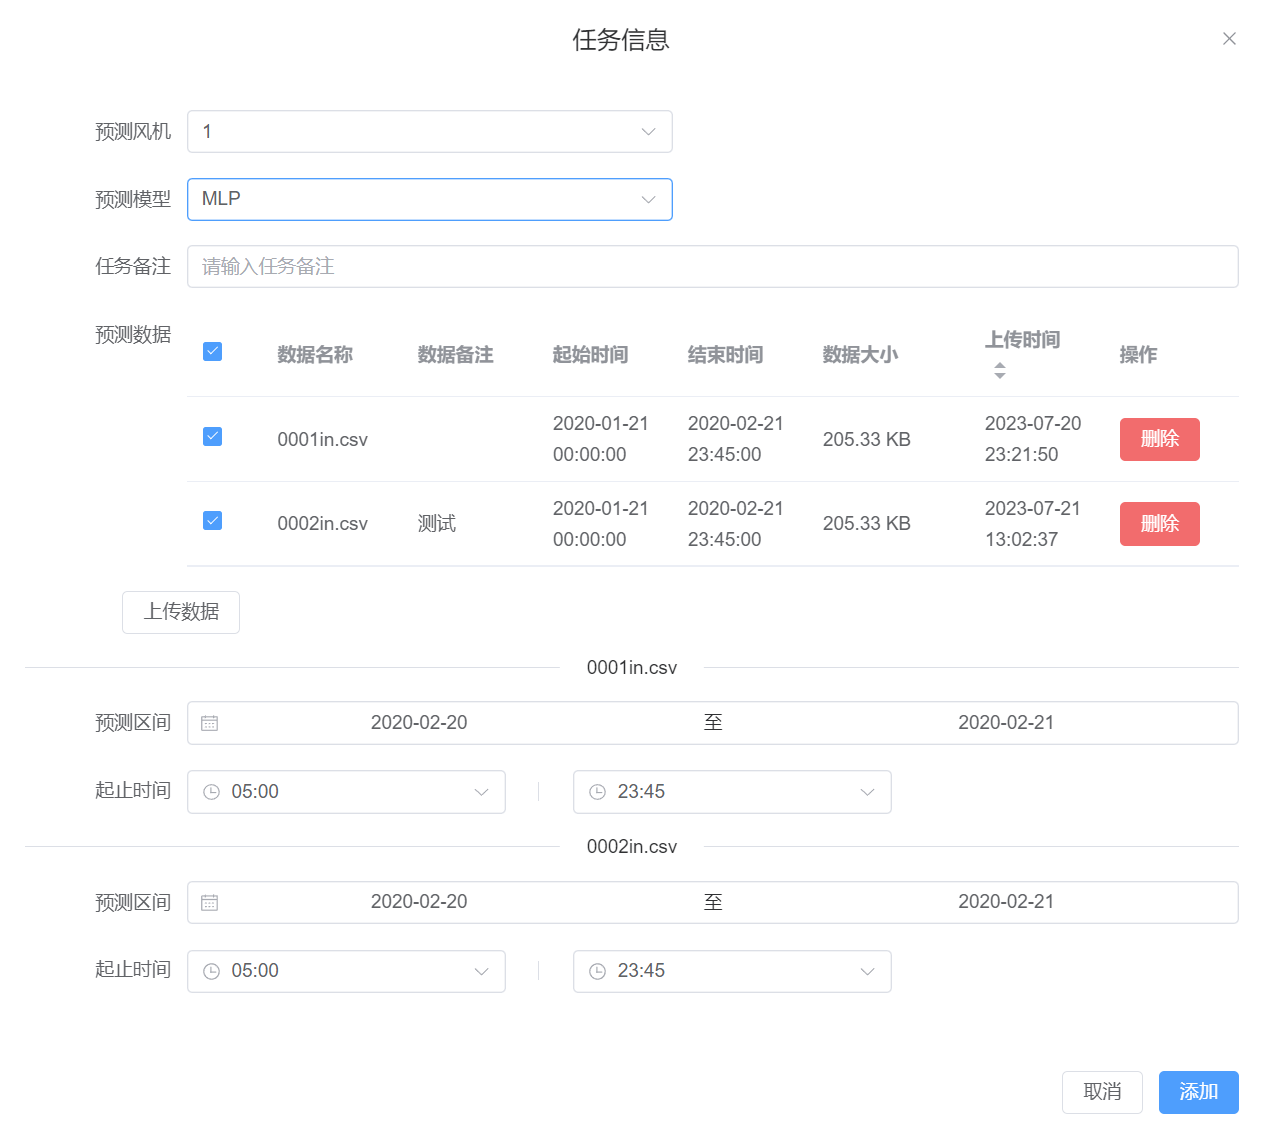 任务信息
预测风机 1
预测模型 MLP
任务备注 请输入任务备注
预测数据 数据名称 数据备注 起始时间 结束时间 数据大小 上传时间 操作
0001in.csv 2020-01-21 00:00:00 2020-02-21 23:45:00 205.33 KB 2023-07-20 23:21:50 删除
0002in.csv 测试 2020-01-21 00:00:00 2020-02-21 23:45:00 205.33 KB 2023-07-21 13:02:37 删除
上传数据
0001in.csv
预测区间 2020-02-20 至 2020-02-21
起止时间 05:00 23:45
0002in.csv
预测区间 2020-02-20 至 2020-02-21
起止时间 05:00 23:45
取消 添加